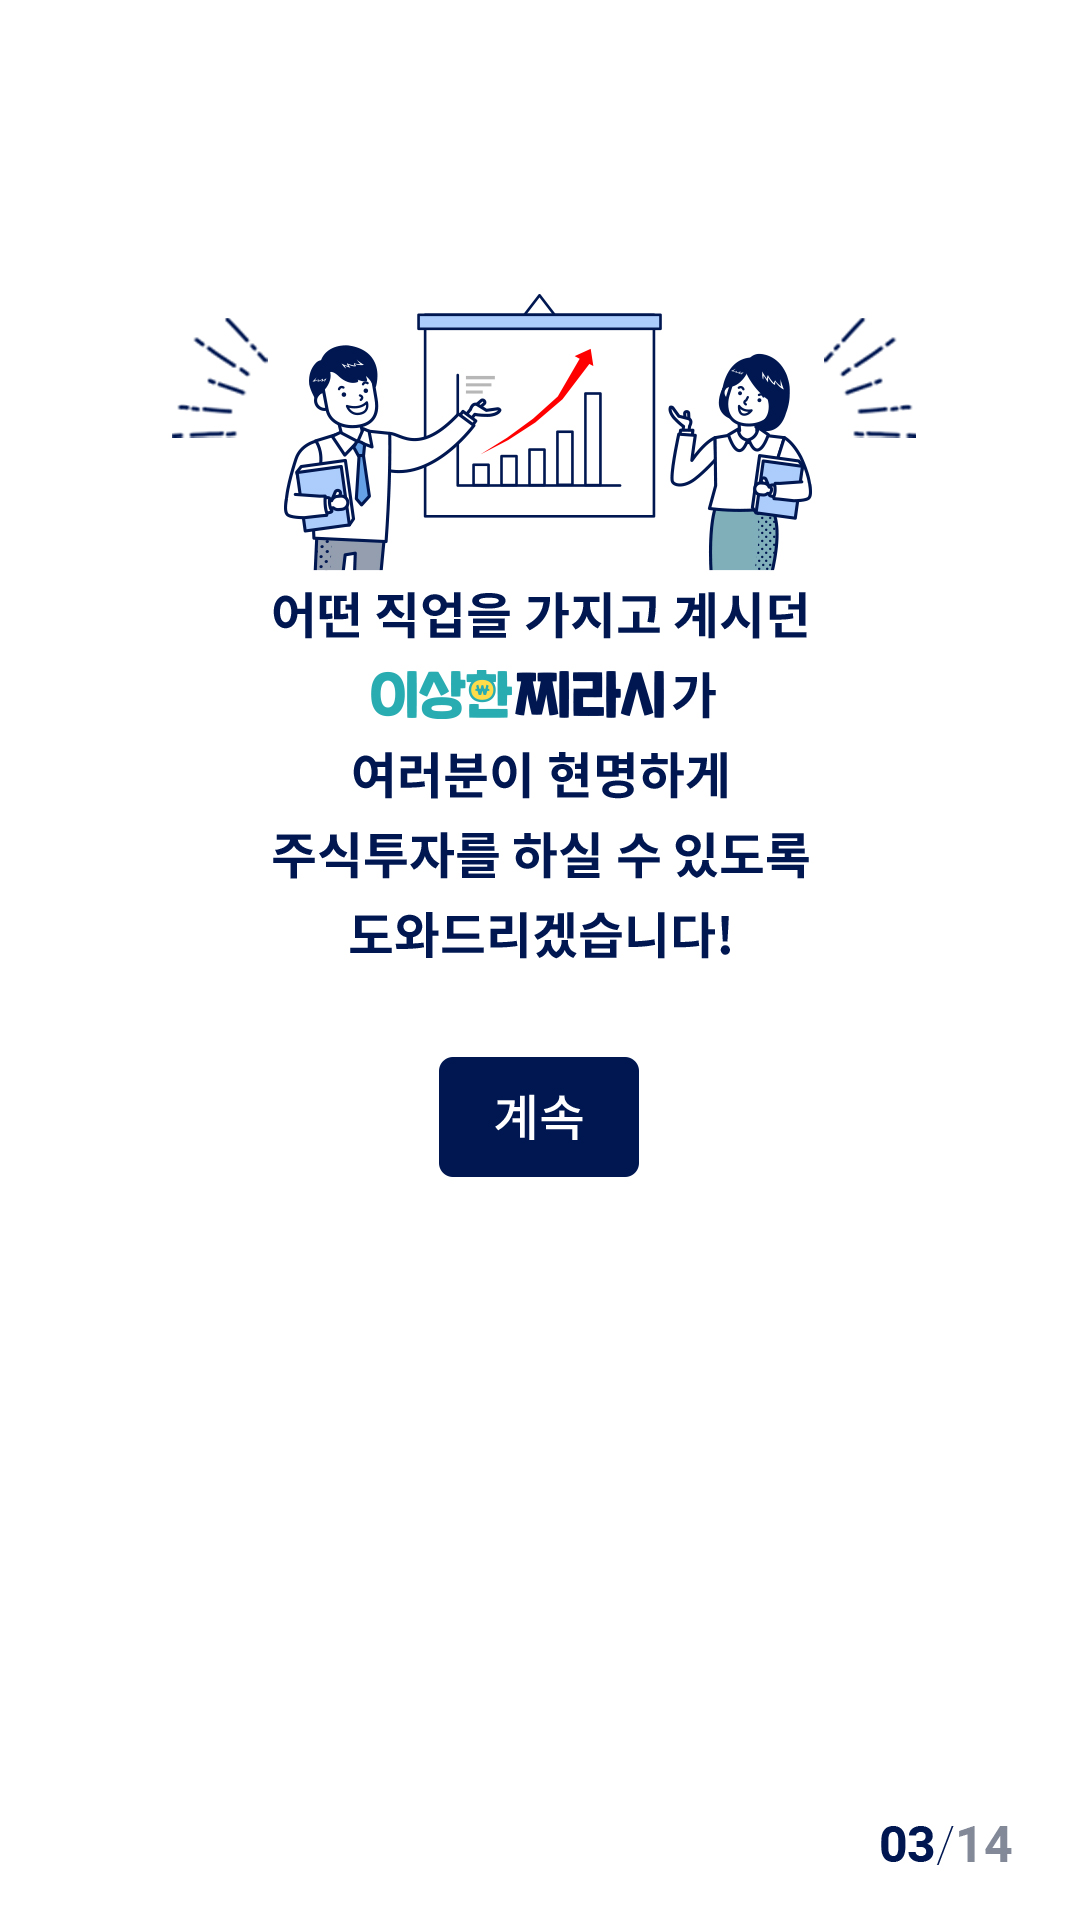 어떤 직업을 가지고 계시던
이상한찌라시가
여러분이 현명하게
주식투자를 하실 수 있도록
도와드리겠습니다!
계속
03/14